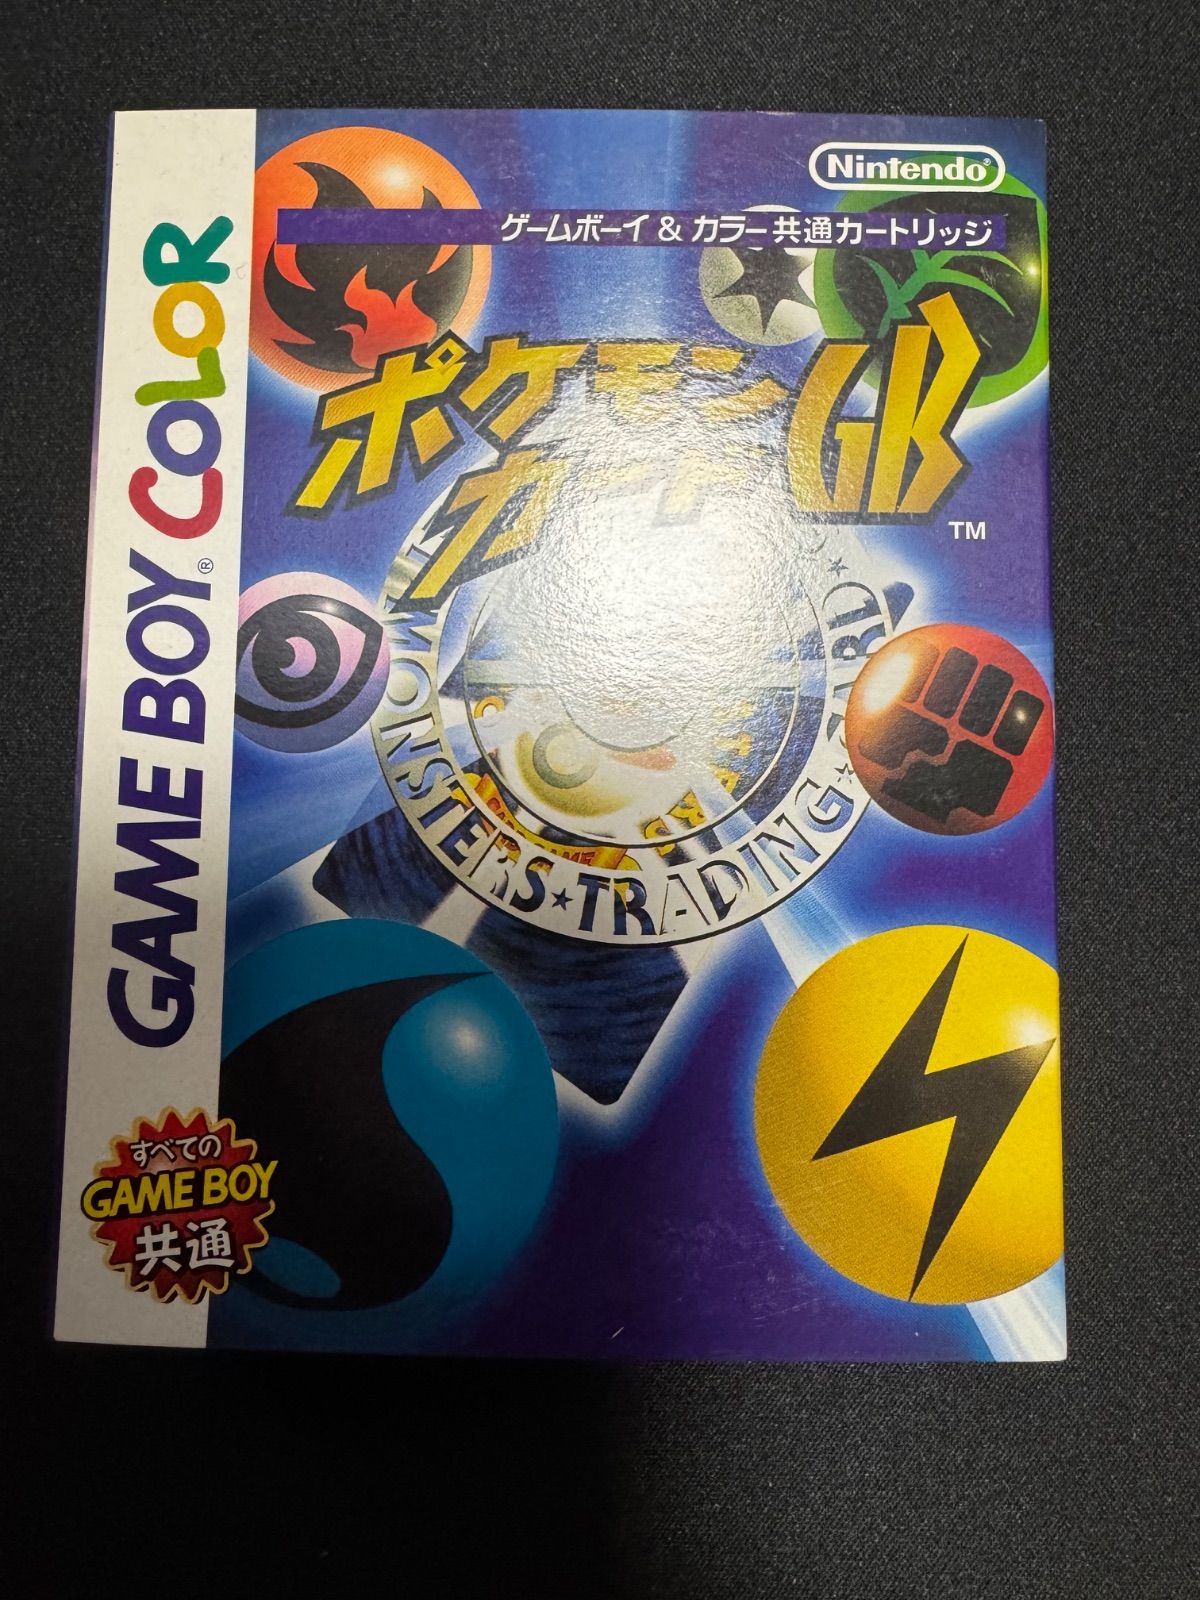 Nintendo®
ゲームボーイ & カラー共通カートリッジ
ポケモン
カードGB
TM
MONSTERS★TRADING★CARD★
GAME BOY® COLOR
すべての
GAME BOY
共通